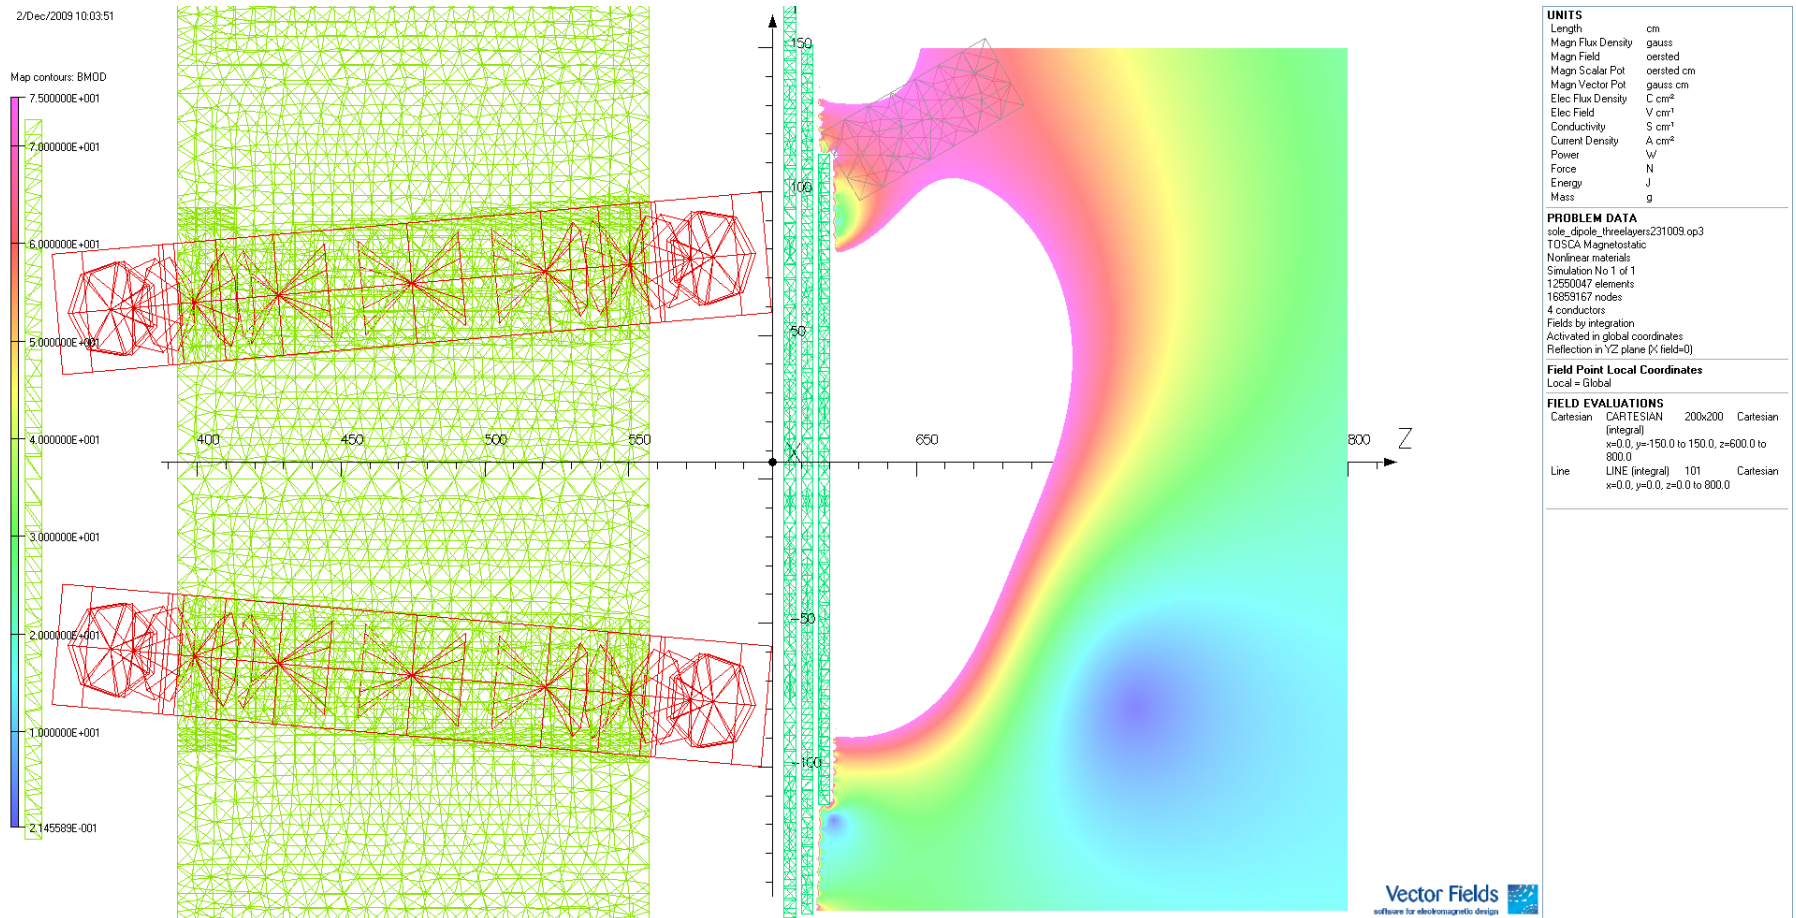 2/Dec/2009 10:03:51
Map contours: BMOD
7.500000E+001
7.000000E+001
6.000000E+001
5.000000E+001
4.000000E+001
3.000000E+001
2.000000E+001
1.000000E+001
2.145589E-001
150
100
50
-50
-100
400
450
500
550
650
800
Z
X
UNITS
Length cm
Magn Flux Density gauss
Magn Field oersted
Magn Scalar Pot oersted cm
Magn Vector Pot gauss cm
Elec Flux Density C cm²
Elec Field V cm¹
Conductivity S cm¹
Current Density A cm²
Power W
Force N
Energy J
Mass g
PROBLEM DATA
sole_dipole_threelayers231009.op3
TOSCA Magnetostatic
Nonlinear materials
Simulation No 1 of 1
12550047 elements
16859167 nodes
4 conductors
Fields by integration
Activated in global coordinates
Reflection in YZ plane (X field=0)
Field Point Local Coordinates
Local = Global
FIELD EVALUATIONS
Cartesian CARTESIAN 200x200 Cartesian
(integral)
x=0.0, y=-150.0 to 150.0, z=600.0 to
800.0
Line LINE (integral) 101 Cartesian
x=0.0, y=0.0, z=0.0 to 800.0
Vector Fields
software for electromagnetic design